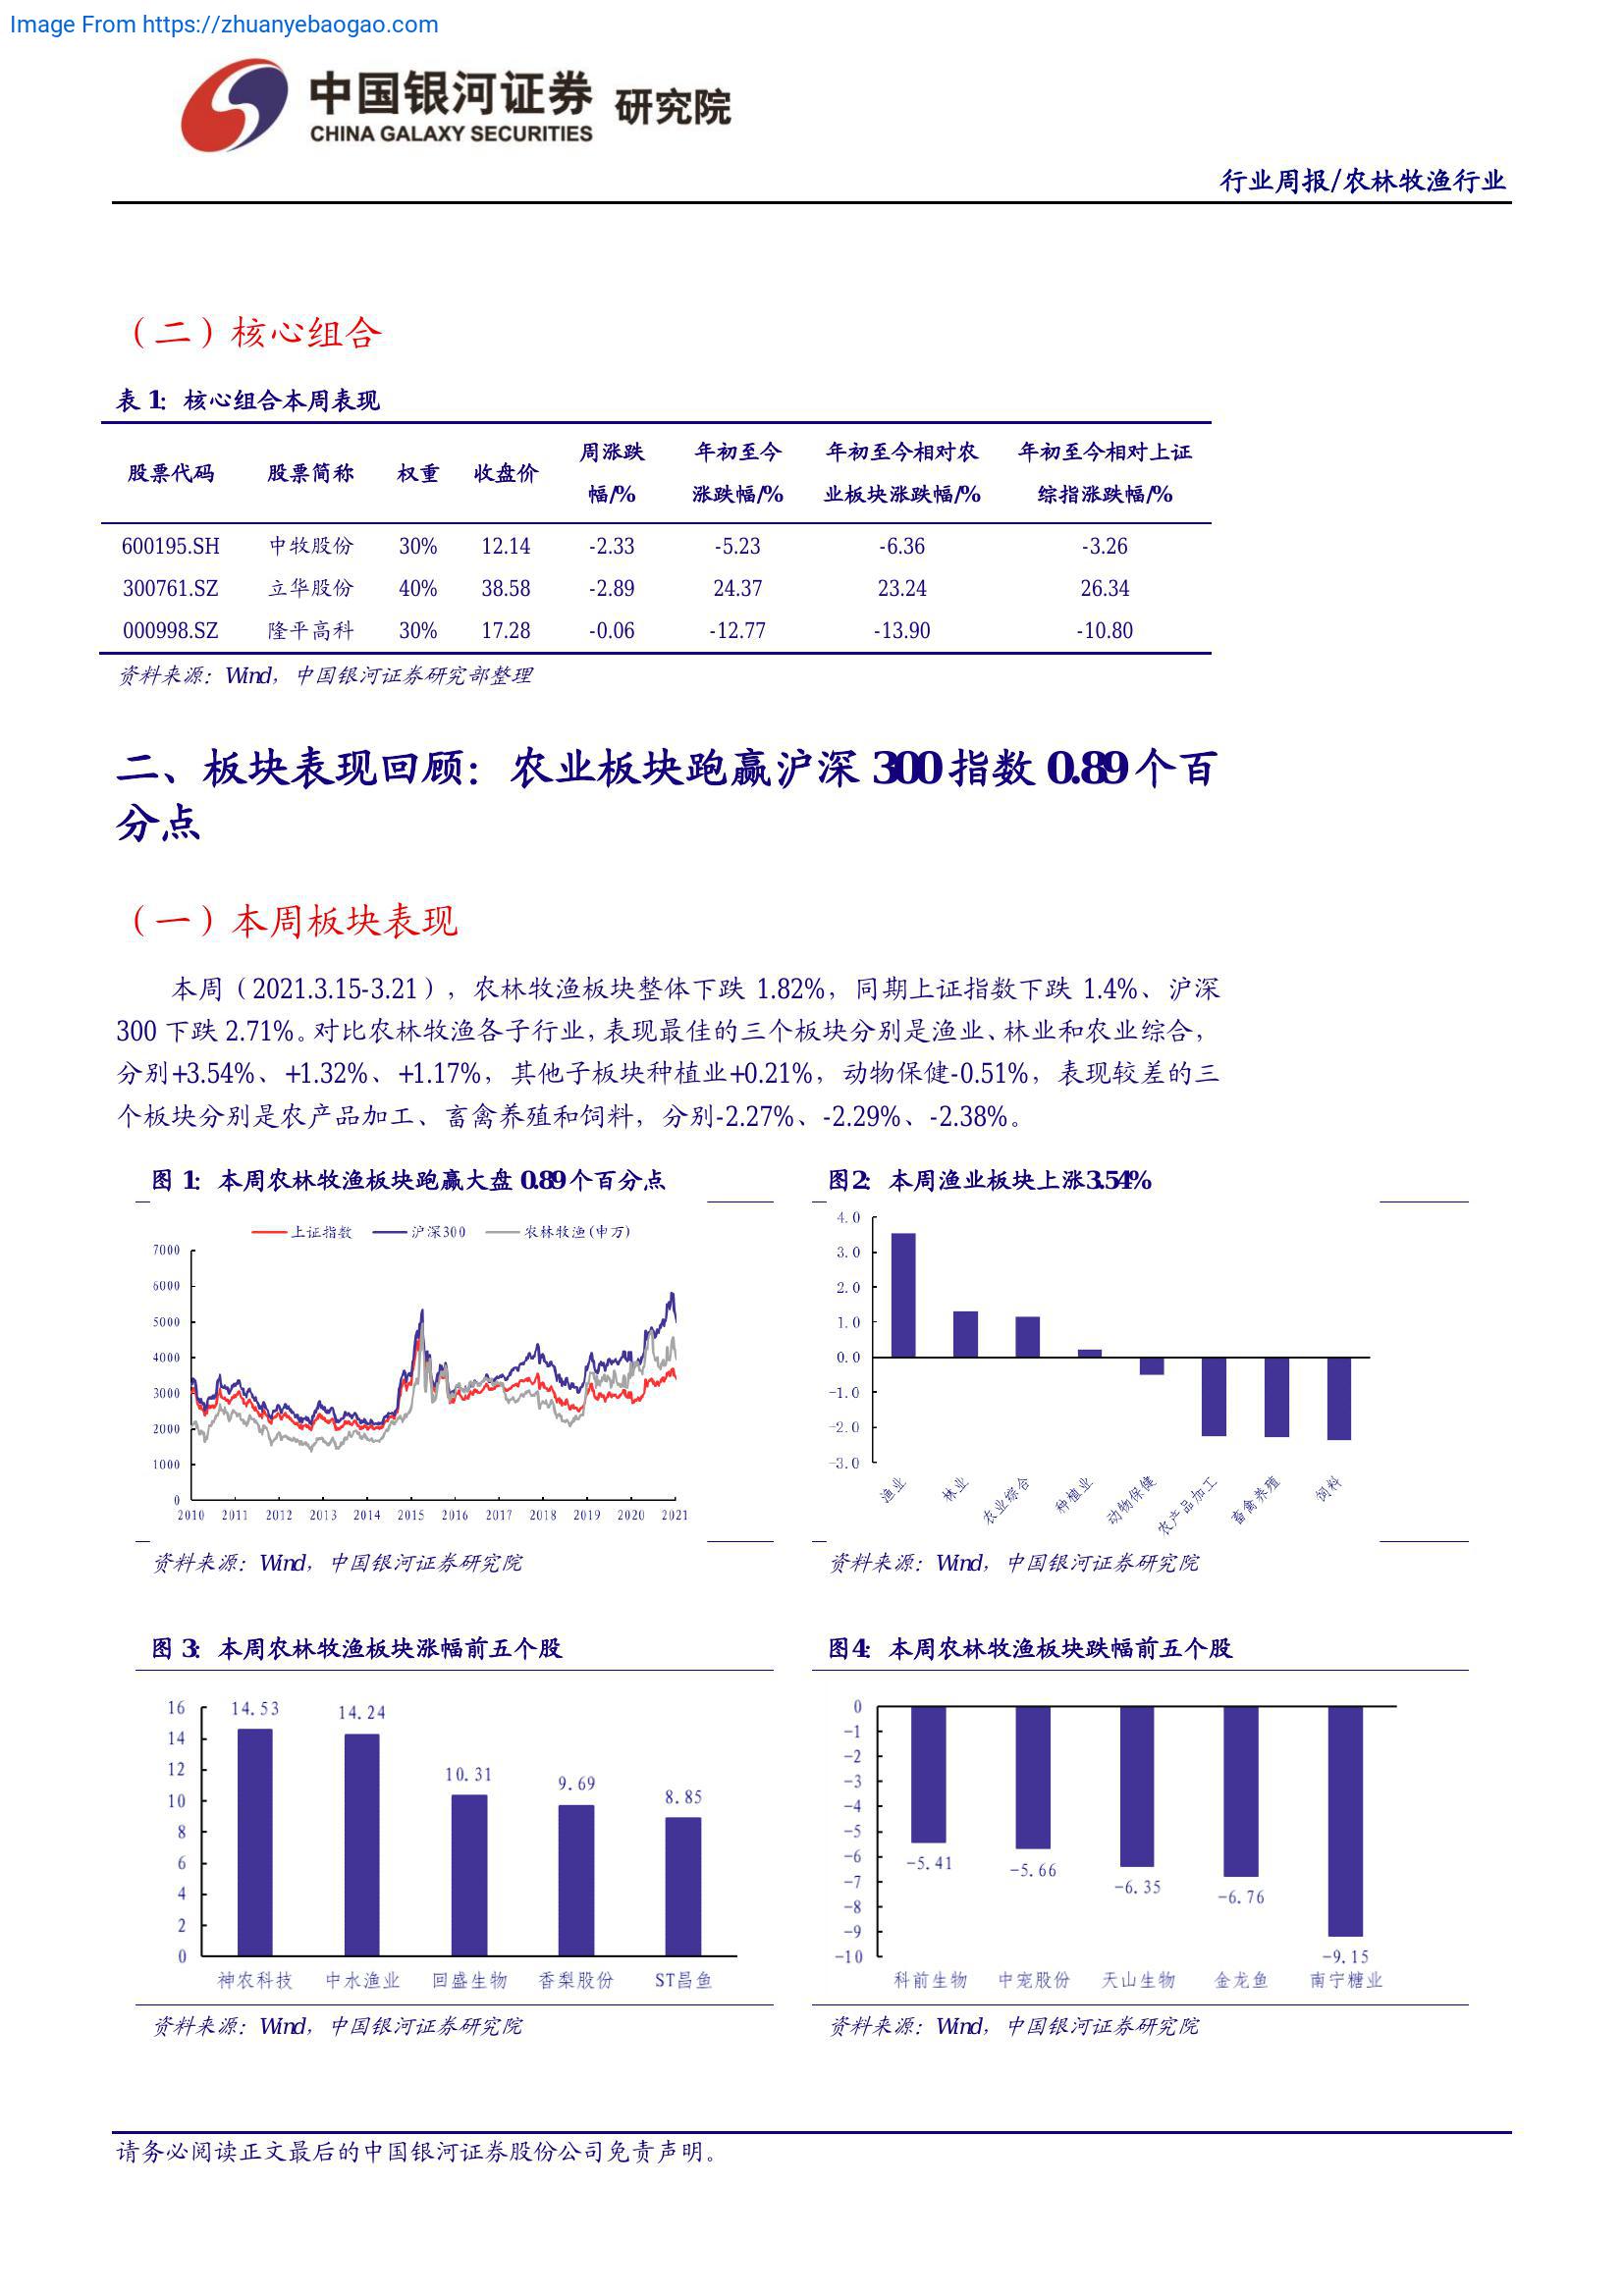 Image From https://zhuanyebaogao.com
中国银河证券 研究院
CHINA GALAXY SECURITIES
行业周报/农林牧渔行业
（二）核心组合
表 1： 核心组合本周表现
股票代码 股票简称 权重 收盘价 周涨跌幅/% 年初至今涨跌幅/% 年初至今相对农业板块涨跌幅/% 年初至今相对上证综指涨跌幅/%
600195.SH 中牧股份 30% 12.14 -2.33 -5.23 -6.36 -3.26
300761.SZ 立华股份 40% 38.58 -2.89 24.37 23.24 26.34
000998.SZ 隆平高科 30% 17.28 -0.06 -12.77 -13.90 -10.80
资料来源：Wind，中国银河证券研究部整理
二、板块表现回顾：农业板块跑赢沪深 300 指数 0.89 个百
分点
（一）本周板块表现
本周（2021.3.15-3.21），农林牧渔板块整体下跌 1.82%，同期上证指数下跌 1.4%、沪深
300 下跌 2.71%。对比农林牧渔各子行业，表现最佳的三个板块分别是渔业、林业和农业综合，
分别+3.54%、+1.32%、+1.17%，其他子板块种植业+0.21%，动物保健-0.51%，表现较差的三
个板块分别是农产品加工、畜禽养殖和饲料，分别-2.27%、-2.29%、-2.38%。
图 1： 本周农林牧渔板块跑赢大盘 0.89 个百分点
上证指数 沪深300 农林牧渔(申万)
7000
6000
5000
4000
3000
2000
1000
0
2010 2011 2012 2013 2014 2015 2016 2017 2018 2019 2020 2021
资料来源：Wind，中国银河证券研究院
图2： 本周渔业板块上涨3.54%
4.0
3.0
2.0
1.0
0.0
-1.0
-2.0
-3.0
渔业 林业 农业综合 种植业 动物保健 农产品加工 畜禽养殖 饲料
资料来源：Wind，中国银河证券研究院
图 3： 本周农林牧渔板块涨幅前五个股
16
14
12
10
8
6
4
2
0
14.53 14.24 10.31 9.69 8.85
神农科技 中水渔业 回盛生物 香梨股份 ST昌鱼
资料来源：Wind，中国银河证券研究院
图4： 本周农林牧渔板块跌幅前五个股
0
-1
-2
-3
-4
-5
-6
-7
-8
-9
-10
-5.41 -5.66 -6.35 -6.76 -9.15
科前生物 中宠股份 天山生物 金龙鱼 南宁糖业
资料来源：Wind，中国银河证券研究院
请务必阅读正文最后的中国银河证券股份公司免责声明。